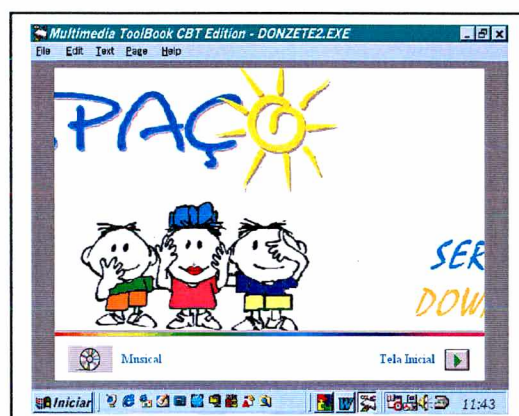 Multimedia ToolBook CBT Edition - DONZETE2.EXE
File Edit Text Page Help
PAÇO
SER
DOW
Musical
Tela Inicial
Iniciar
11:43